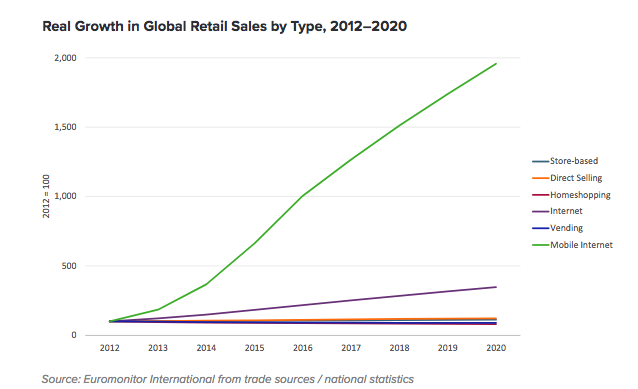 Real Growth in Global Retail Sales by Type, 2012–2020
2,000
1,500
1,000
500
0
2012 = 100
2012 2013 2014 2015 2016 2017 2018 2019 2020
Store-based
Direct Selling
Homeshopping
Internet
Vending
Mobile Internet
Source: Euromonitor International from trade sources / national statistics